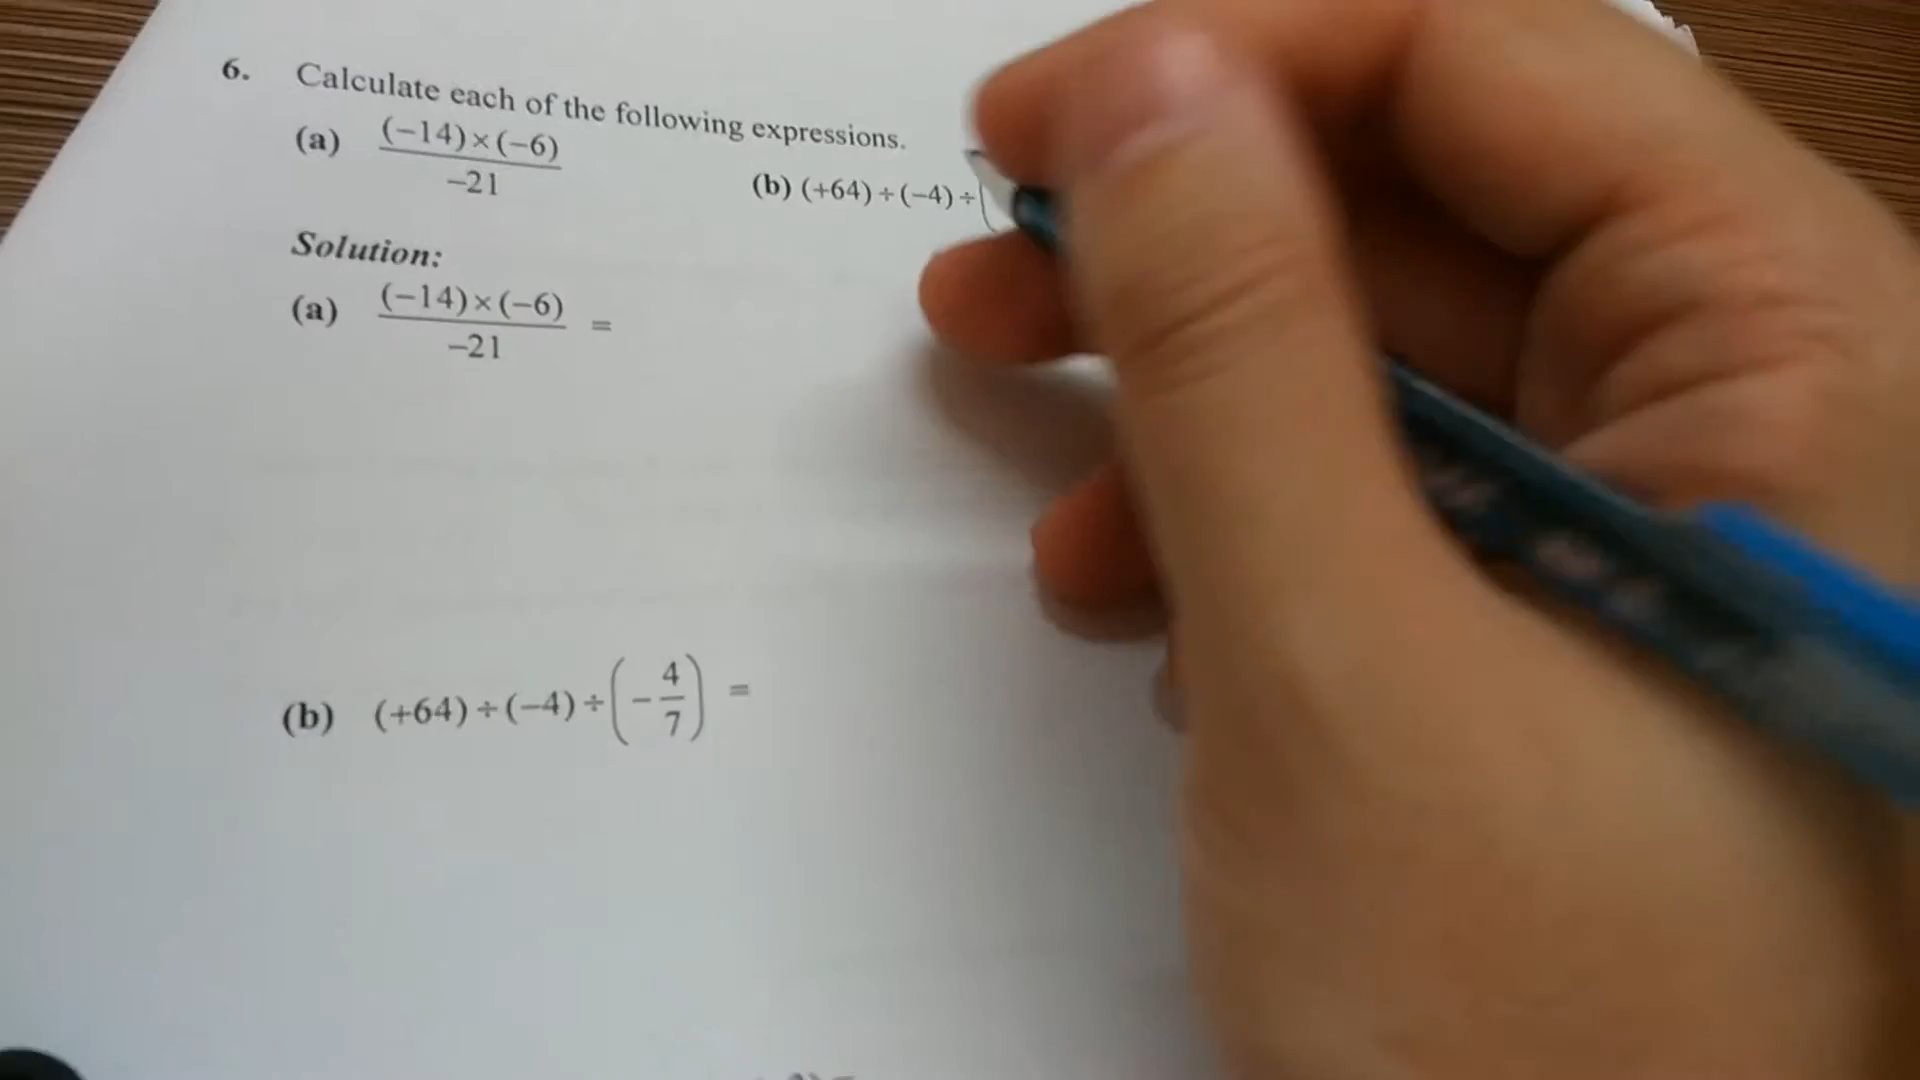 6. Calculate each of the following expressions.
(a) (−14)×(−6)
−21
(b) (+64)÷(−4)÷(
Solution:
(a) (−14)×(−6) =
−21
(b) (+64)÷(−4)÷(−4/7) =